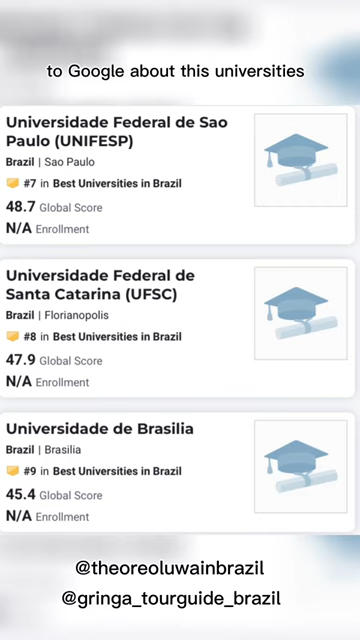 to Google about this universities
Universidade Federal de Sao
Paulo (UNIFESP)
Brazil | Sao Paulo
#7 in Best Universities in Brazil
48.7 Global Score
N/A Enrollment
Universidade Federal de
Santa Catarina (UFSC)
Brazil | Florianopolis
#8 in Best Universities in Brazil
47.9 Global Score
N/A Enrollment
Universidade de Brasilia
Brazil | Brasilia
#9 in Best Universities in Brazil
45.4 Global Score
N/A Enrollment
@theoreoluwainbrazil
@gringa_tourguide_brazil